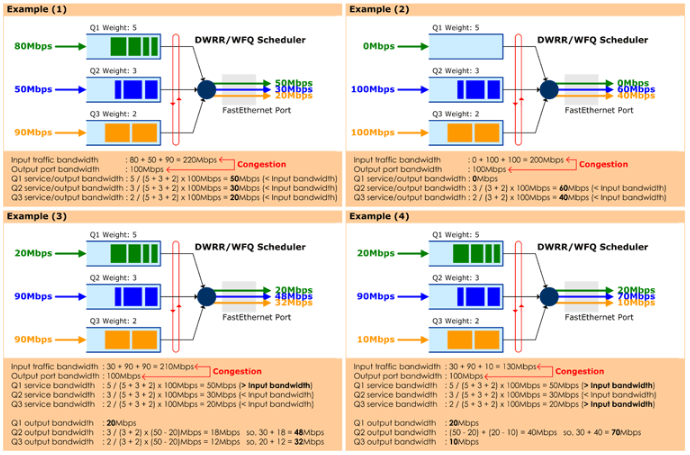 Example (1)
Q1 Weight: 5
DWRR/WFQ Scheduler
80Mbps
Q2 Weight: 3
50Mbps
50Mbps
30Mbps
20Mbps
FastEthernet Port
Q3 Weight: 2
90Mbps
Input traffic bandwidth : 80 + 50 + 90 = 220Mbps
Congestion
Output port bandwidth : 100Mbps
Q1 service/output bandwidth : 5 / (5 + 3 + 2) x 100Mbps = 50Mbps (< Input bandwidth)
Q2 service/output bandwidth : 3 / (5 + 3 + 2) x 100Mbps = 30Mbps (< Input bandwidth)
Q3 service/output bandwidth : 2 / (5 + 3 + 2) x 100Mbps = 20Mbps (< Input bandwidth)
Example (2)
Q1 Weight: 5
DWRR/WFQ Scheduler
0Mbps
Q2 Weight: 3
100Mbps
0Mbps
60Mbps
40Mbps
FastEthernet Port
Q3 Weight: 2
100Mbps
Input traffic bandwidth : 0 + 100 + 100 = 200Mbps
Congestion
Output port bandwidth : 100Mbps
Q1 service/output bandwidth : 0Mbps
Q2 service/output bandwidth : 3 / (3 + 2) x 100Mbps = 60Mbps (< Input bandwidth)
Q3 service/output bandwidth : 2 / (3 + 2) x 100Mbps = 40Mbps (< Input bandwidth)
Example (3)
Q1 Weight: 5
DWRR/WFQ Scheduler
20Mbps
Q2 Weight: 3
90Mbps
20Mbps
48Mbps
32Mbps
FastEthernet Port
Q3 Weight: 2
90Mbps
Input traffic bandwidth : 30 + 90 + 90 = 210Mbps
Congestion
Output port bandwidth : 100Mbps
Q1 service bandwidth : 5 / (5 + 3 + 2) x 100Mbps = 50Mbps (> Input bandwidth)
Q2 service bandwidth : 3 / (5 + 3 + 2) x 100Mbps = 30Mbps (< Input bandwidth)
Q3 service bandwidth : 2 / (5 + 3 + 2) x 100Mbps = 20Mbps (< Input bandwidth)
Q1 output bandwidth : 20Mbps
Q2 output bandwidth : 3 / (3 + 2) x (50 - 20)Mbps = 18Mbps so, 30 + 18 = 48Mbps
Q3 output bandwidth : 2 / (3 + 2) x (50 - 20)Mbps = 12Mbps so, 20 + 12 = 32Mbps
Example (4)
Q1 Weight: 5
DWRR/WFQ Scheduler
20Mbps
Q2 Weight: 3
90Mbps
20Mbps
70Mbps
10Mbps
FastEthernet Port
Q3 Weight: 2
10Mbps
Input traffic bandwidth : 30 + 90 + 10 = 130Mbps
Congestion
Output port bandwidth : 100Mbps
Q1 service bandwidth : 5 / (5 + 3 + 2) x 100Mbps = 50Mbps (> Input bandwidth)
Q2 service bandwidth : 3 / (5 + 3 + 2) x 100Mbps = 30Mbps (< Input bandwidth)
Q3 service bandwidth : 2 / (5 + 3 + 2) x 100Mbps = 20Mbps (> Input bandwidth)
Q1 output bandwidth : 20Mbps
Q2 output bandwidth : (50 - 20) + (20 - 10) = 40Mbps so, 30 + 40 = 70Mbps
Q3 output bandwidth : 10Mbps